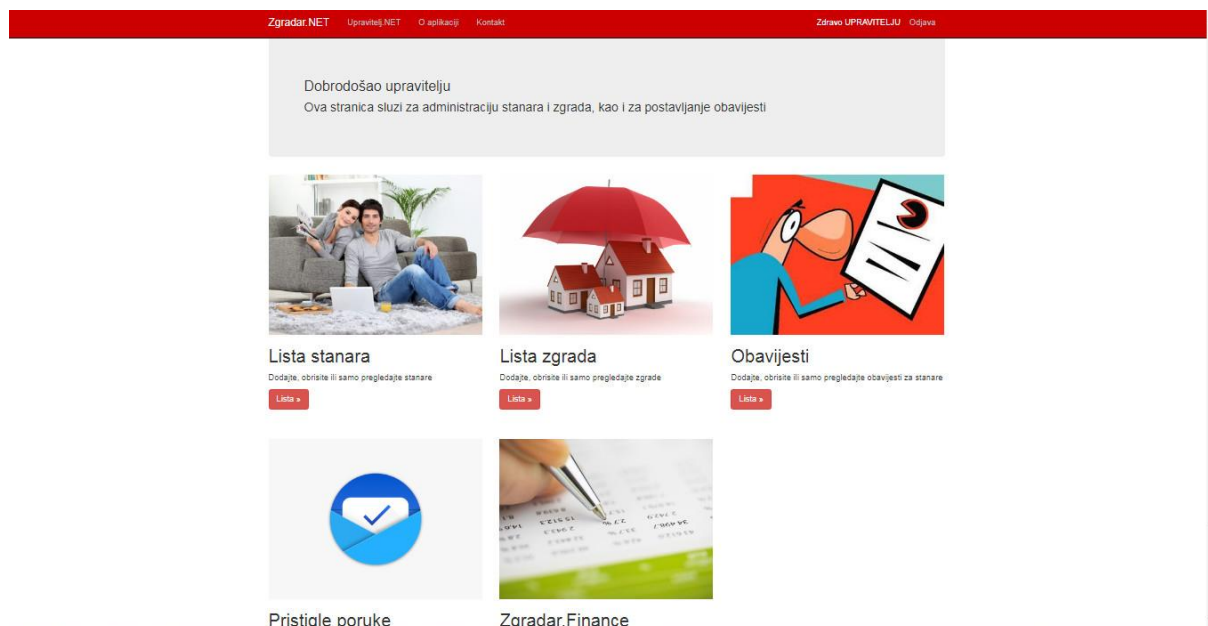 Zgradar.NET Upravitelj.NET O aplikaciji Kontakt Zdravo UPRAVITELJU Odjava
Dobrodošao upravitelju
Ova stranica sluzi za administraciju stanara i zgrada, kao i za postavljanje obavijesti
Lista stanara
Dodajte, obrisite ili samo pregledajte stanare
Lista »
Lista zgrada
Dodajte, obrisite ili samo pregledajte zgrade
Lista »
Obavijesti
Dodajte, obrisite ili samo pregledajte obavijesti za stanare
Lista »
Pristigle poruke
Zgradar.Finance